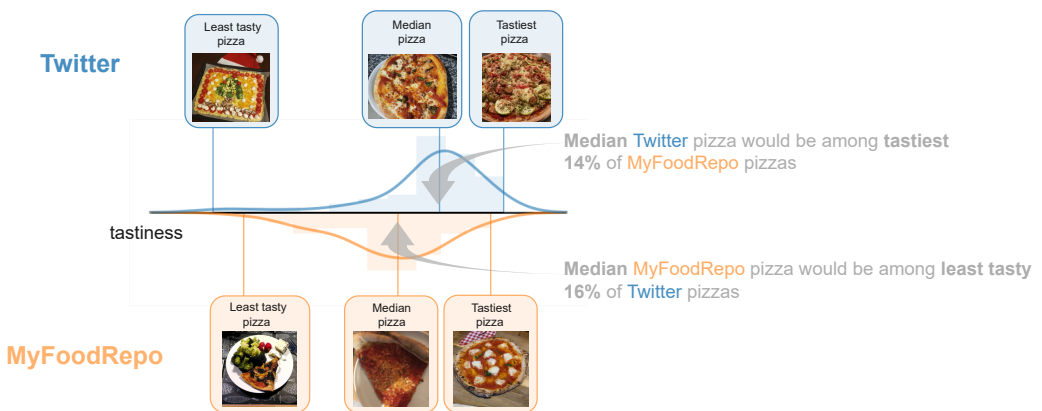 Least tasty
pizza
Median
pizza
Tastiest
pizza
Twitter
Median Twitter pizza would be among tastiest
14% of MyFoodRepo pizzas
tastiness
Median MyFoodRepo pizza would be among least tasty
16% of Twitter pizzas
Least tasty
pizza
Median
pizza
Tastiest
pizza
MyFoodRepo